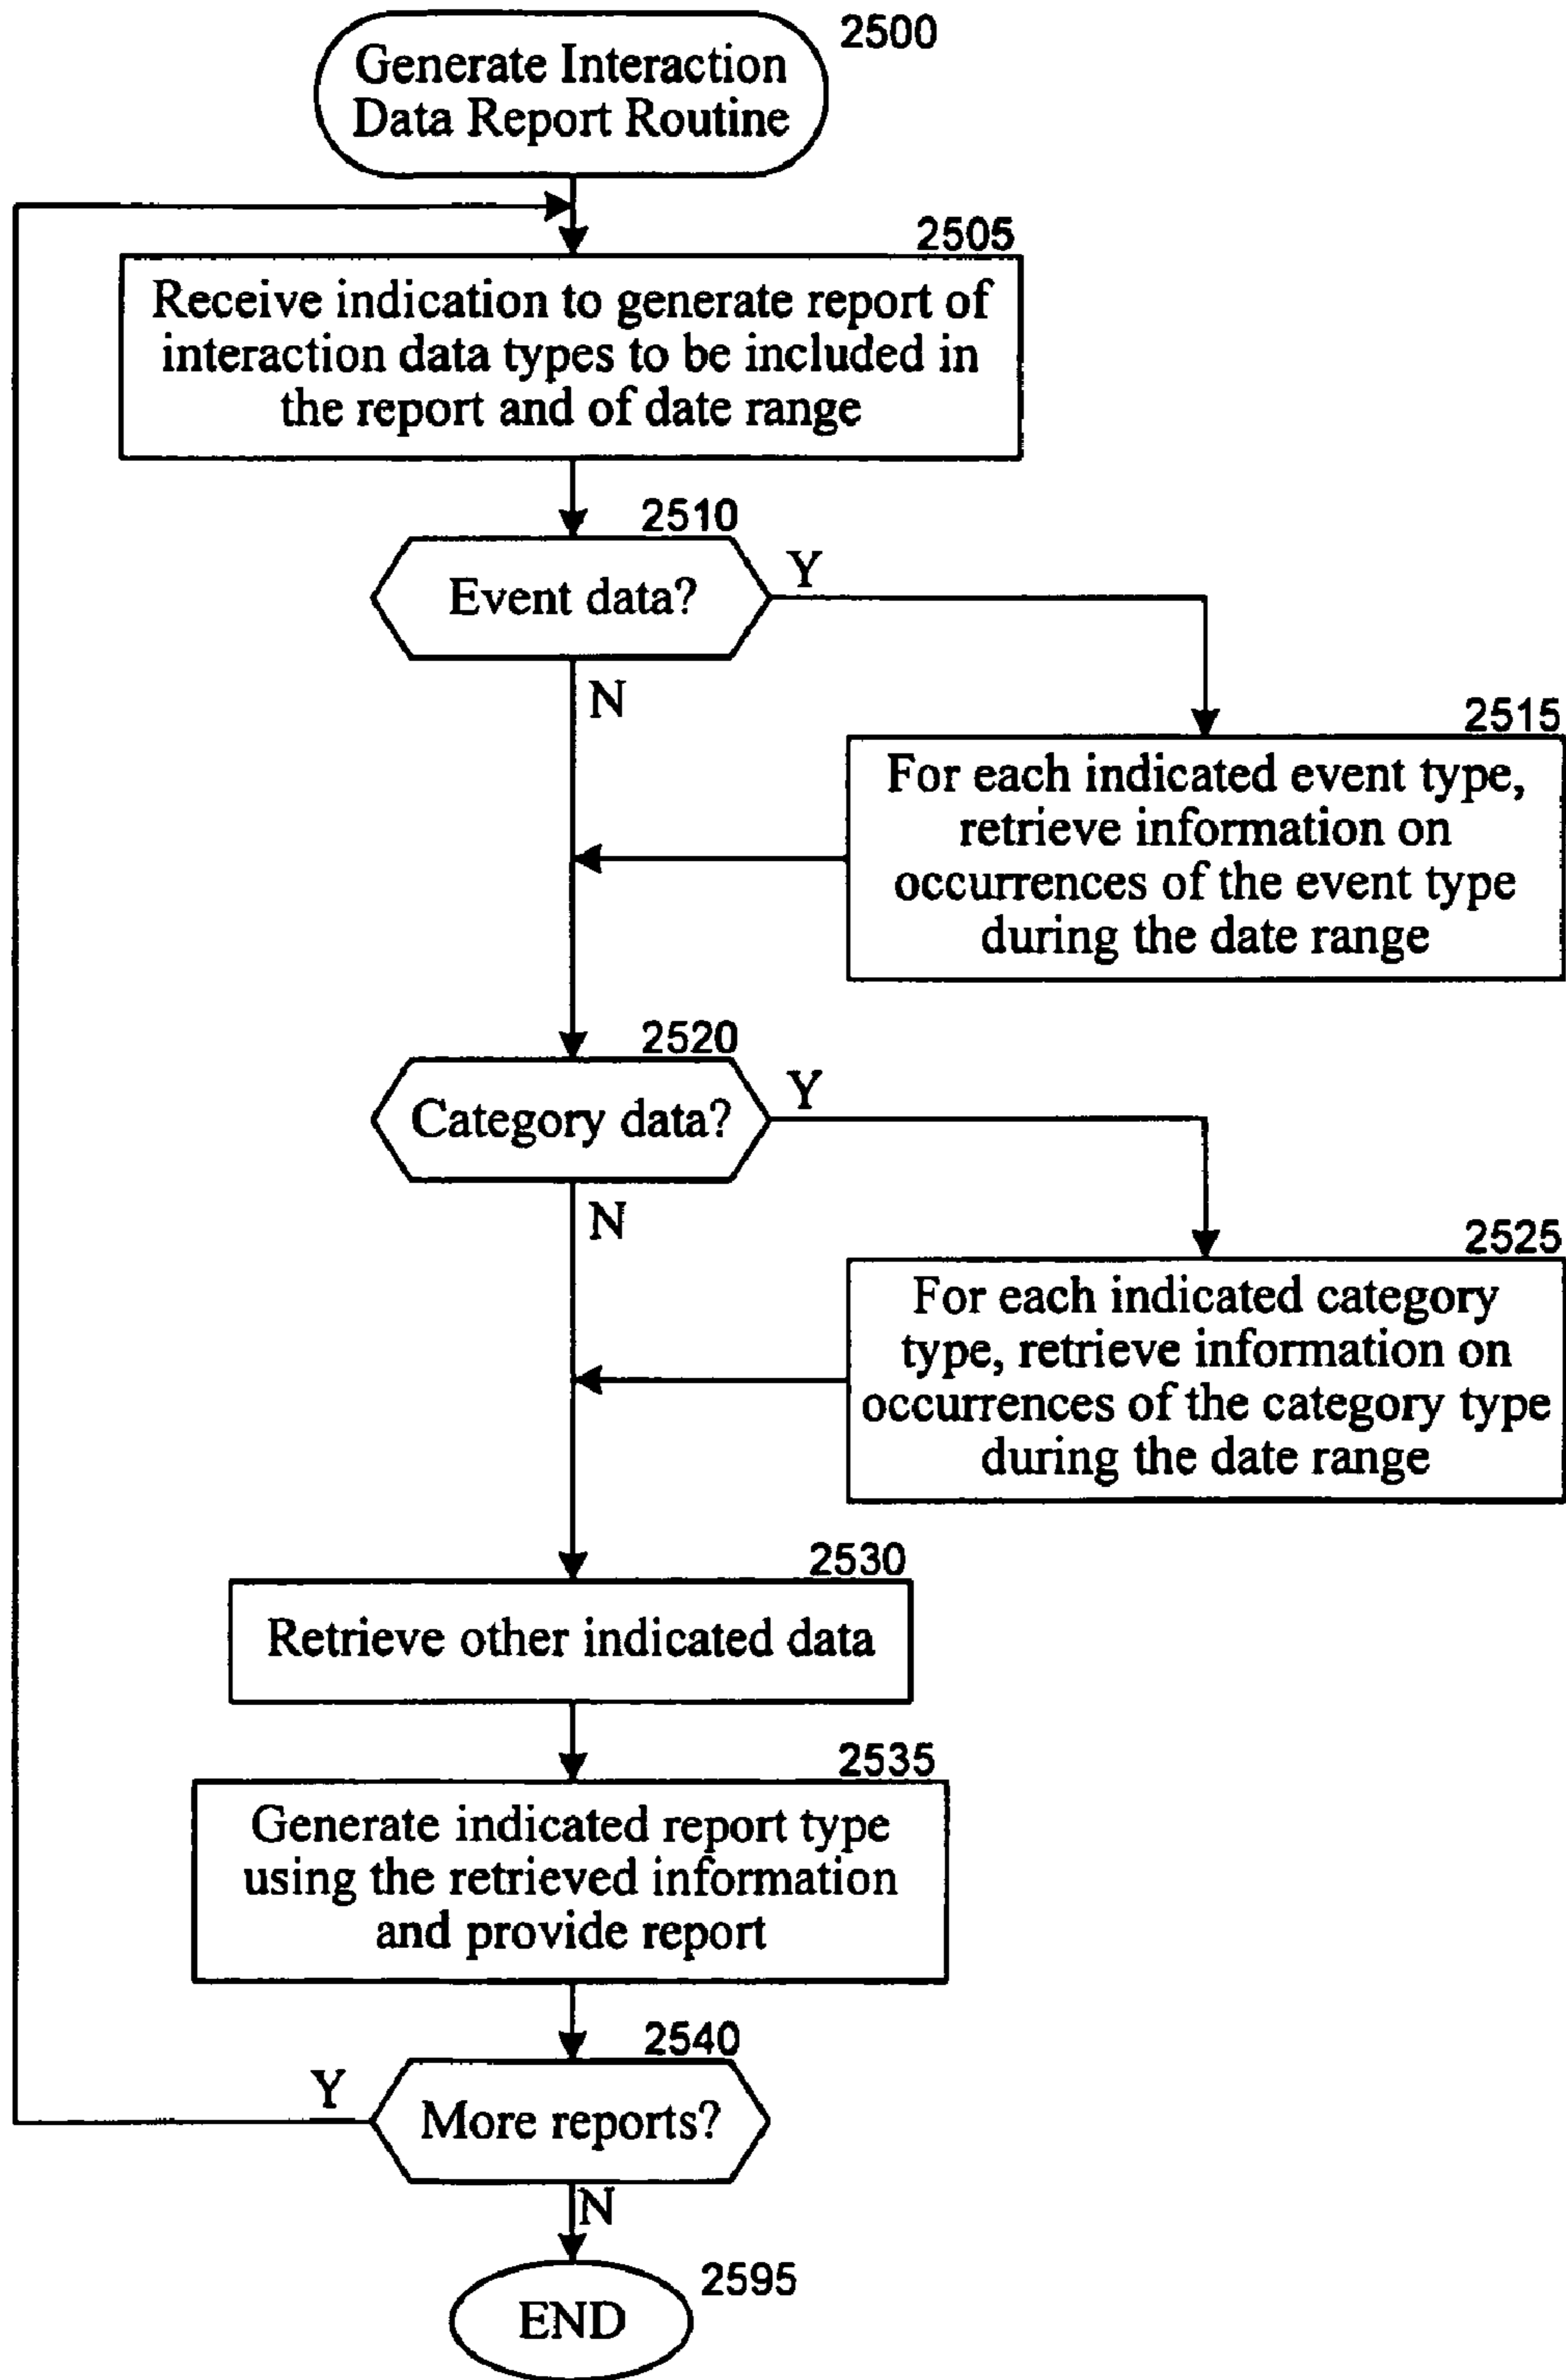 2500
Generate Interaction
Data Report Routine
2505
Receive indication to generate report of
interaction data types to be included in
the report and of date range
2510
Event data?
Y
N
2515
For each indicated event type,
retrieve information on
occurrences of the event type
during the date range
2520
Category data?
Y
N
2525
For each indicated category
type, retrieve information on
occurrences of the category type
during the date range
2530
Retrieve other indicated data
2535
Generate indicated report type
using the retrieved information
and provide report
2540
Y
More reports?
N
2595
END